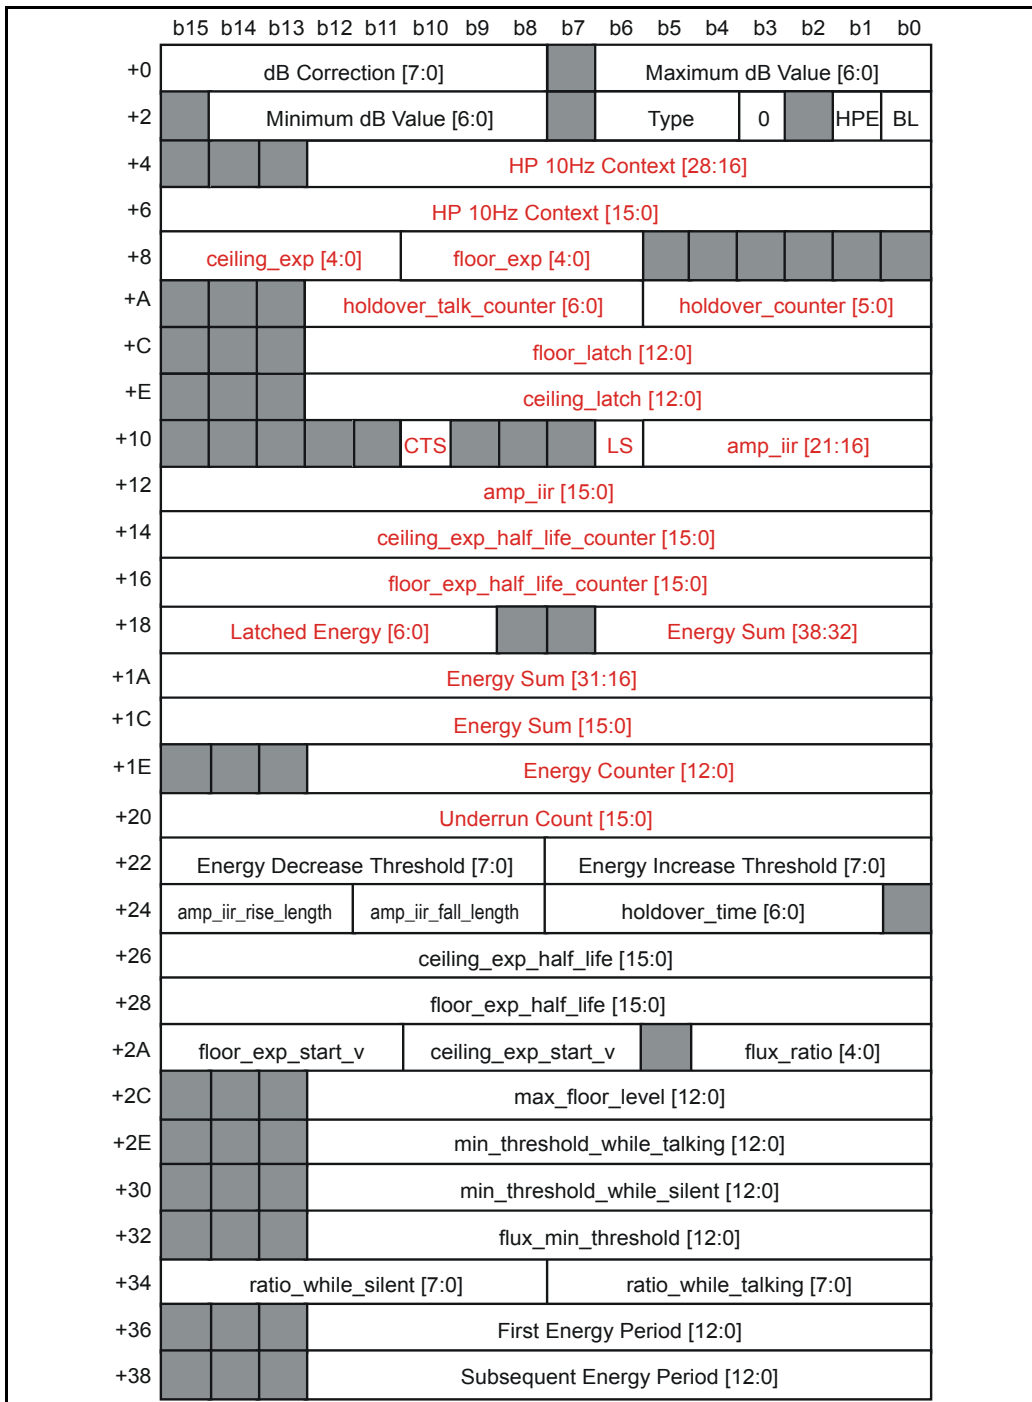 b15 b14 b13 b12 b11 b10 b9 b8 b7 b6 b5 b4 b3 b2 b1 b0
+0 dB Correction [7:0] Maximum dB Value [6:0]
+2 Minimum dB Value [6:0] Type 0 HPE BL
+4 HP 10Hz Context [28:16]
+6 HP 10Hz Context [15:0]
+8 ceiling_exp [4:0] floor_exp [4:0]
+A holdover_talk_counter [6:0] holdover_counter [5:0]
+C floor_latch [12:0]
+E ceiling_latch [12:0]
+10 CTS LS amp_iir [21:16]
+12 amp_iir [15:0]
+14 ceiling_exp_half_life_counter [15:0]
+16 floor_exp_half_life_counter [15:0]
+18 Latched Energy [6:0] Energy Sum [38:32]
+1A Energy Sum [31:16]
+1C Energy Sum [15:0]
+1E Energy Counter [12:0]
+20 Underrun Count [15:0]
+22 Energy Decrease Threshold [7:0] Energy Increase Threshold [7:0]
+24 amp_iir_rise_length amp_iir_fall_length holdover_time [6:0]
+26 ceiling_exp_half_life [15:0]
+28 floor_exp_half_life [15:0]
+2A floor_exp_start_v ceiling_exp_start_v flux_ratio [4:0]
+2C max_floor_level [12:0]
+2E min_threshold_while_talking [12:0]
+30 min_threshold_while_silent [12:0]
+32 flux_min_threshold [12:0]
+34 ratio_while_silent [7:0] ratio_while_talking [7:0]
+36 First Energy Period [12:0]
+38 Subsequent Energy Period [12:0]